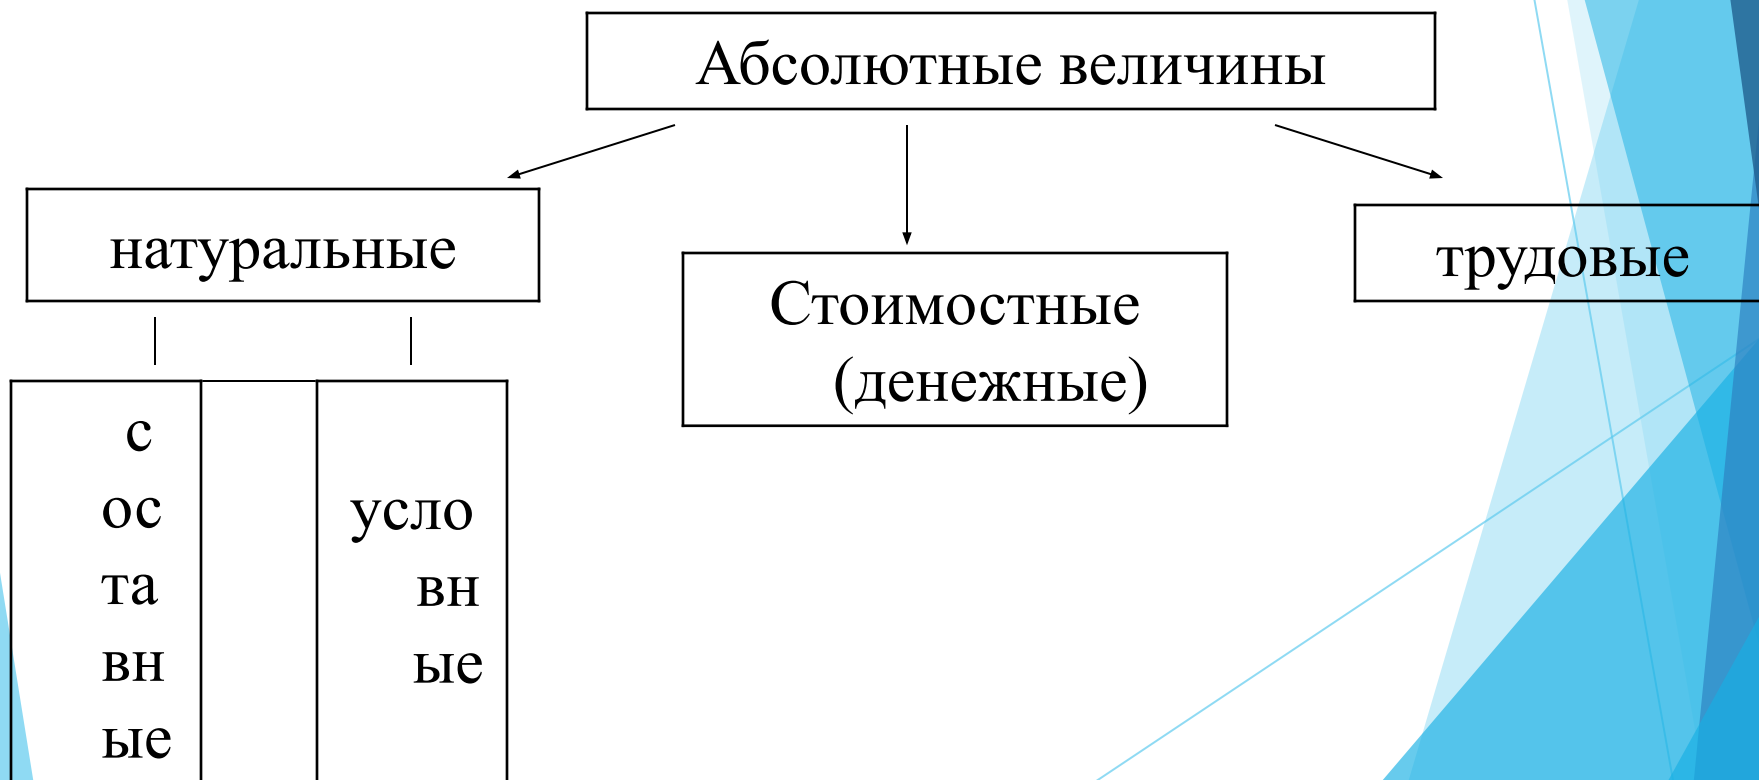 Абсолютные величины
натуральные
Стоимостные
(денежные)
трудовые
с
ос
та
вн
ые
усло
вн
ые